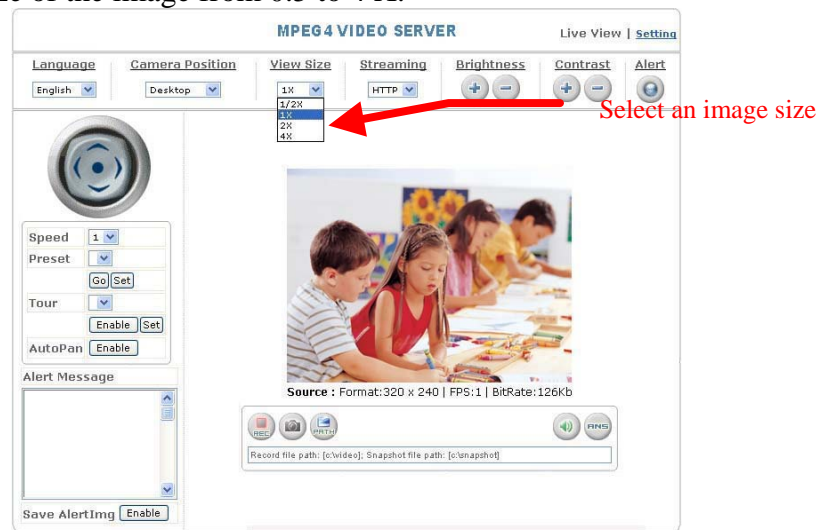 MPEG4 VIDEO SERVER
Live View | Setting
Language Camera Position View Size Streaming Brightness Contrast Alert
English Desktop 1X HTTP + − + −
1/2X
1X
2X
4X
Select an image size
Speed 1
Preset
Go Set
Tour
Enable Set
AutoPan Enable
Alert Message
Source : Format:320 x 240 | FPS:1 | BitRate:126Kb
REC PATH ANS
Record file path: [c:\video]; Snapshot file path: [c:\snapshot]
Save AlertImg Enable